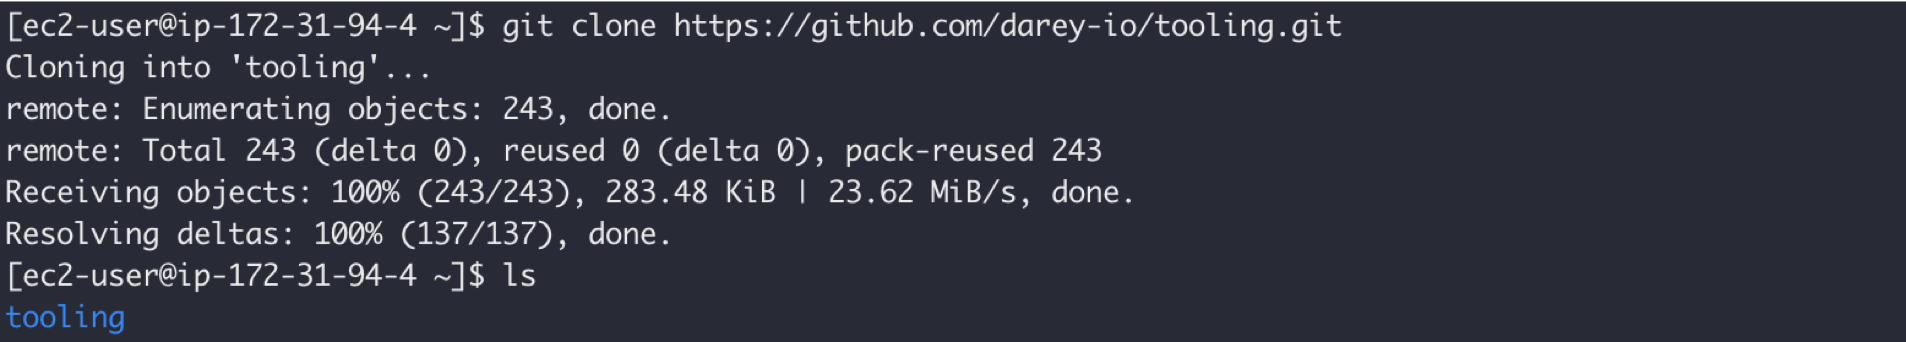 [ec2-user@ip-172-31-94-4 ~]$ git clone https://github.com/darey-io/tooling.git
Cloning into 'tooling'...
remote: Enumerating objects: 243, done.
remote: Total 243 (delta 0), reused 0 (delta 0), pack-reused 243
Receiving objects: 100% (243/243), 283.48 KiB | 23.62 MiB/s, done.
Resolving deltas: 100% (137/137), done.
[ec2-user@ip-172-31-94-4 ~]$ ls
tooling